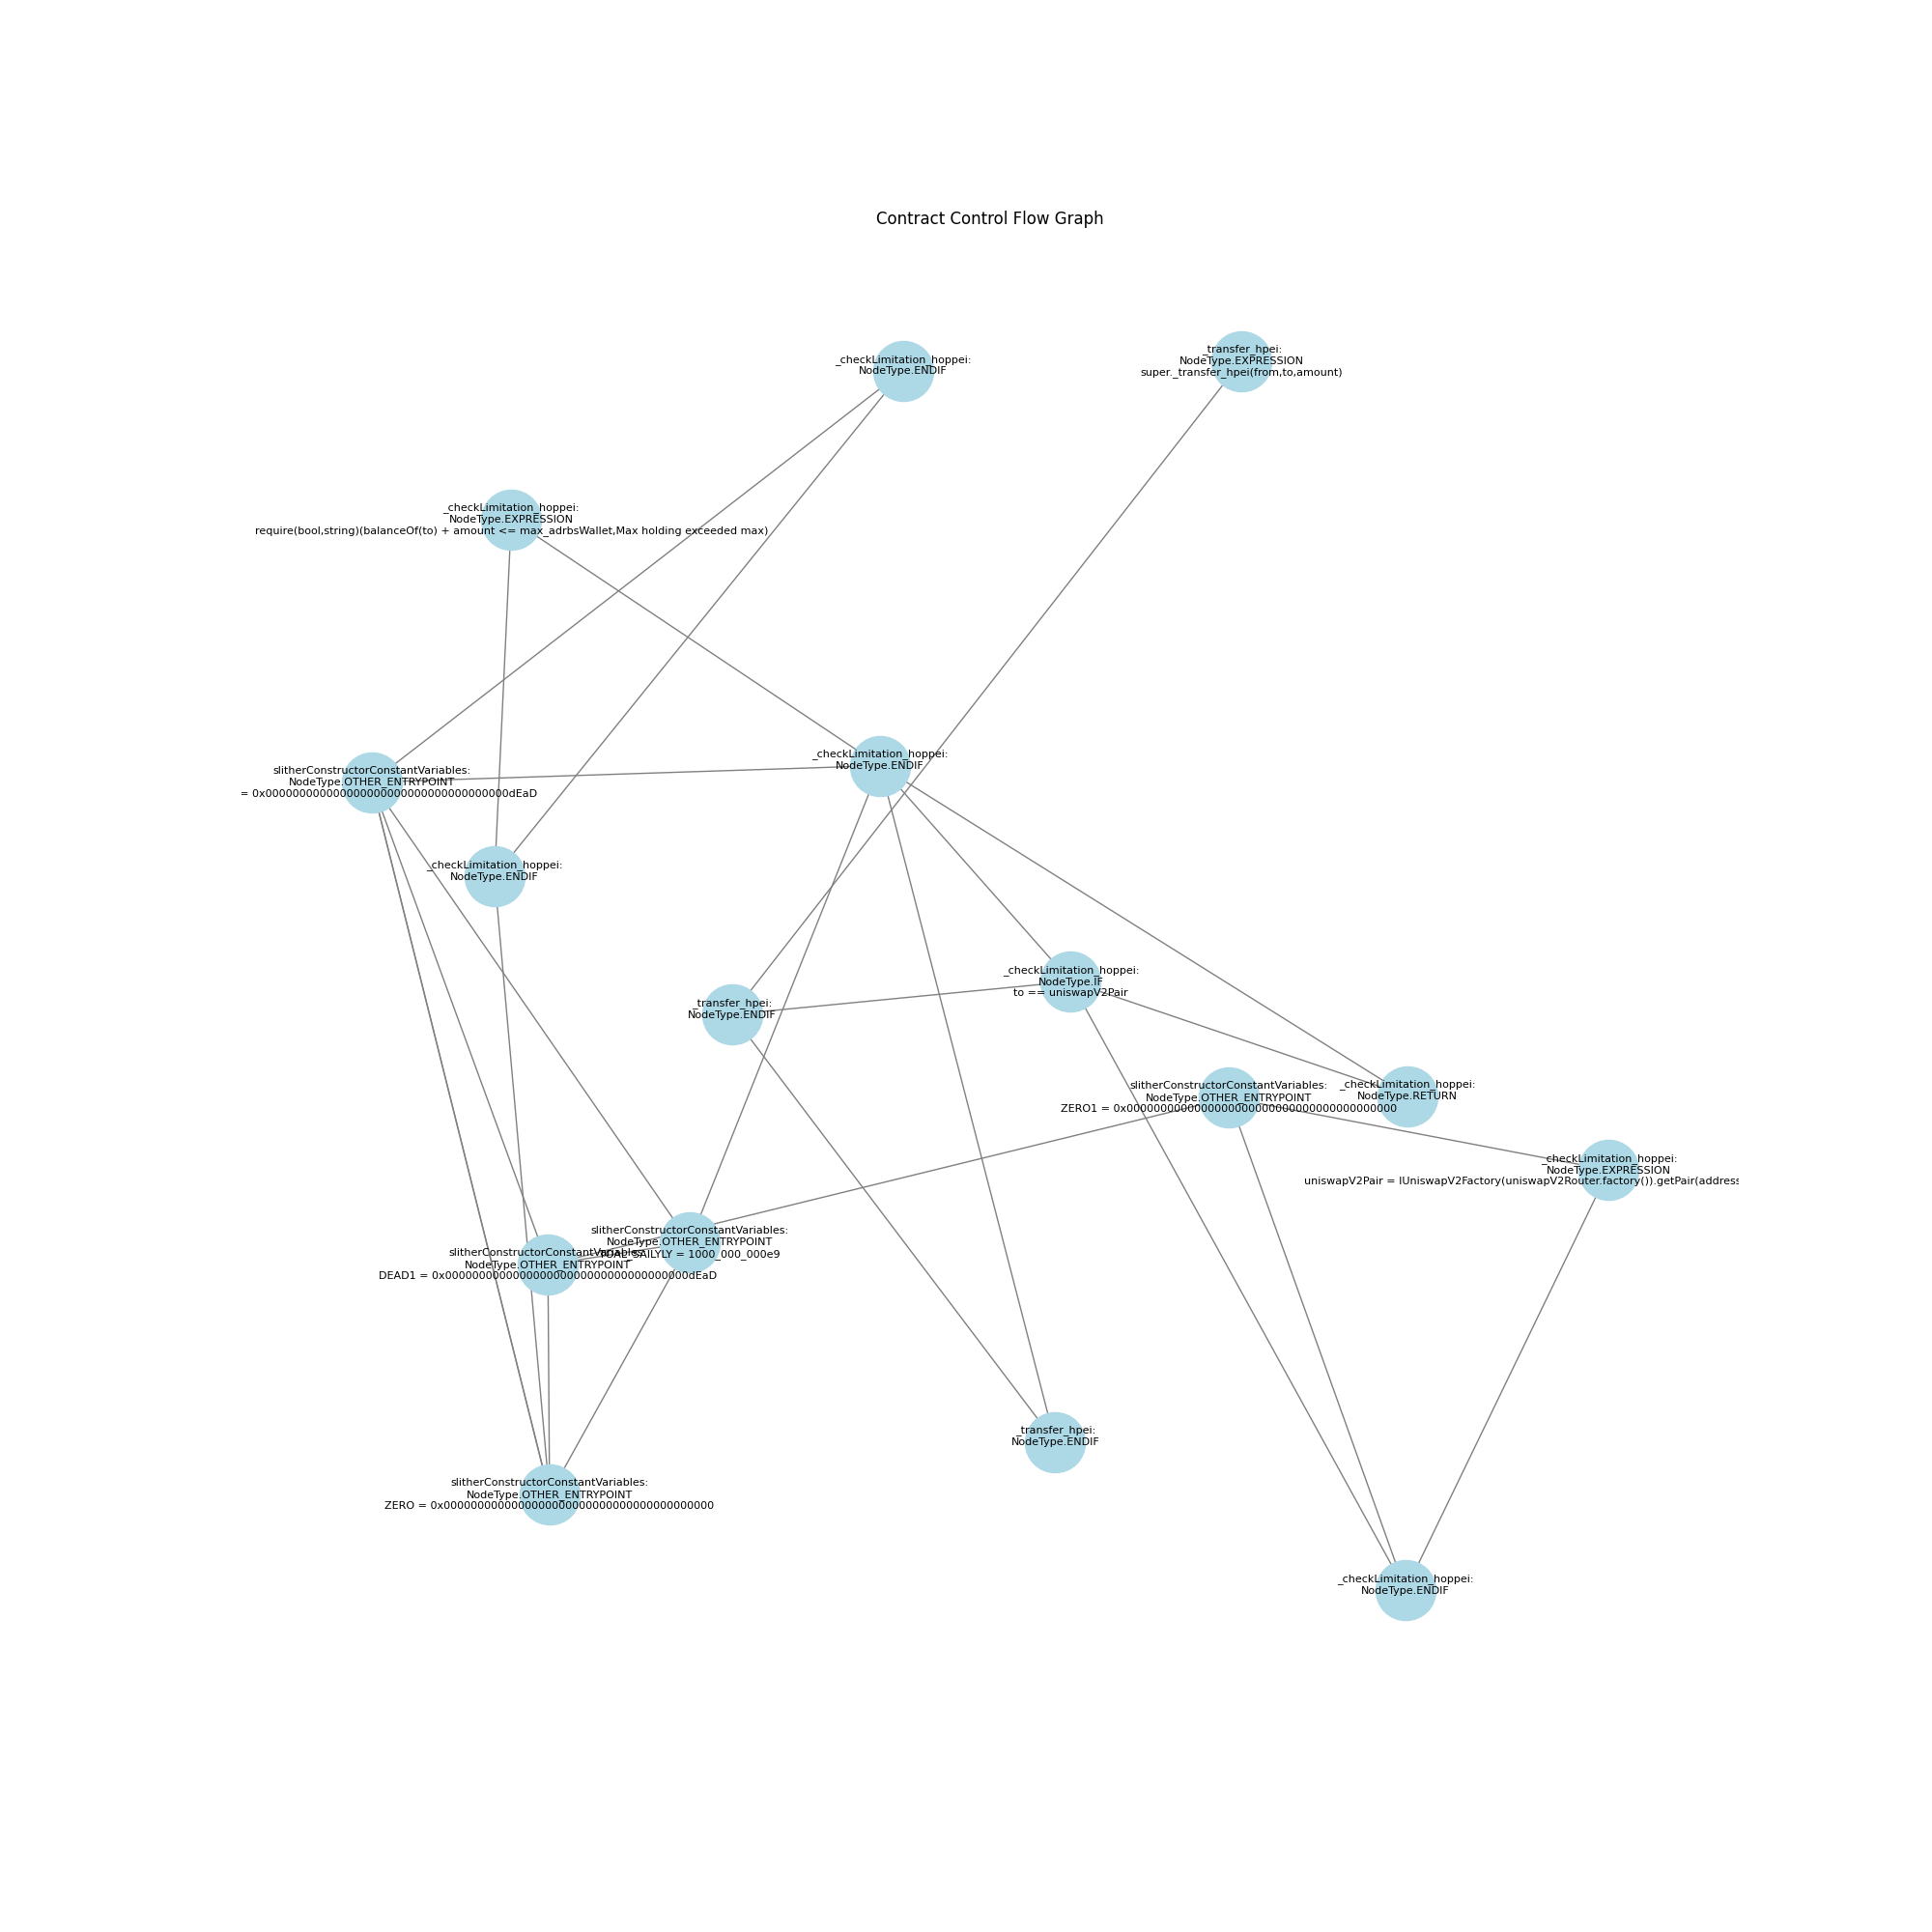 Contract Control Flow Graph
_transfer_hpei:
NodeType.EXPRESSION
super._transfer_hpei(from,to,amount)
_checkLimitation_hoppei:
NodeType.ENDIF
_checkLimitation_hoppei:
NodeType.EXPRESSION
require(bool,string)(balanceOf(to) + amount <= max_adrbsWallet,Max holding exceeded max)
_checkLimitation_hoppei:
NodeType.ENDIF
slitherConstructorConstantVariables:
NodeType.OTHER_ENTRYPOINT
= 0x000000000000000000000000000000000000dEaD
_checkLimitation_hoppei:
NodeType.ENDIF
_checkLimitation_hoppei:
NodeType.IF
to == uniswapV2Pair
_transfer_hpei:
NodeType.ENDIF
slitherConstructorConstantVariables:
NodeType.OTHER_ENTRYPOINT
ZERO1 = 0x0000000000000000000000000000000000000000
_checkLimitation_hoppei:
NodeType.RETURN
_checkLimitation_hoppei:
NodeType.EXPRESSION
uniswapV2Pair = IUniswapV2Factory(uniswapV2Router.factory()).getPair(address
slitherConstructorConstantVariables:
NodeType.OTHER_ENTRYPOINT
1000_000_000e9
slitherConstructorConstantVariables:
NodeType.OTHER_ENTRYPOINT
DEAD1 = 0x000000000000000000000000000000000000dEaD
_transfer_hpei:
NodeType.ENDIF
slitherConstructorConstantVariables:
NodeType.OTHER_ENTRYPOINT
ZERO = 0x0000000000000000000000000000000000000000
_checkLimitation_hoppei:
NodeType.ENDIF